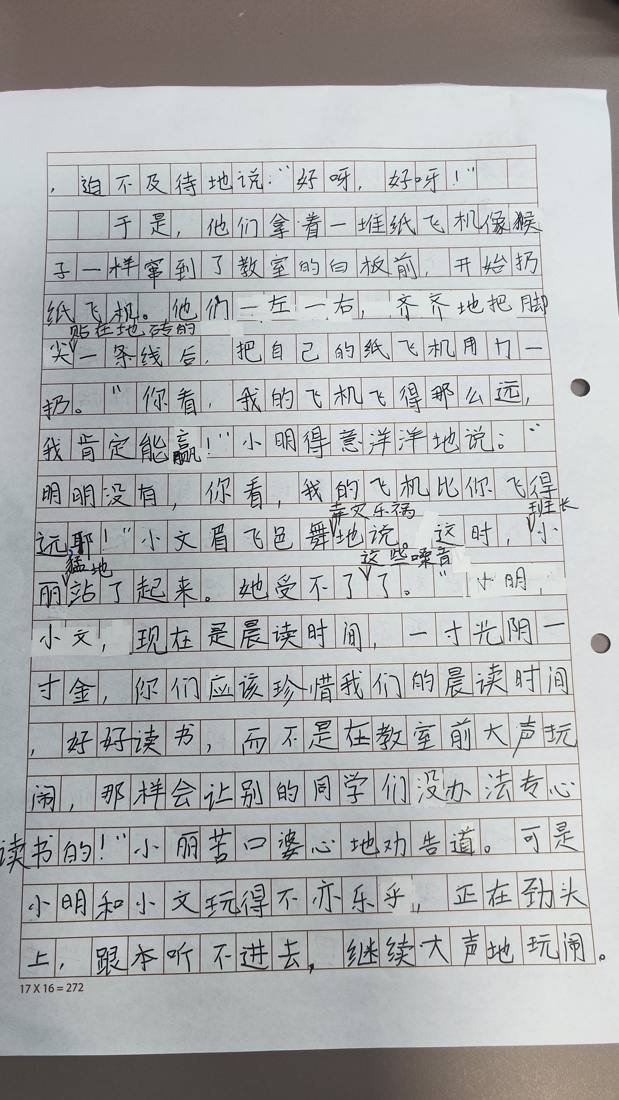 ，迫不及待地说：“好呀，好呀！”
于是，他们拿着一堆纸飞机像猴
子一样窜到了教室的白板前，开始扔
纸飞机。他们一左一右，齐齐地把脚
贴在地砖的
尖一条线后，把自己的纸飞机用力一
扔。“你看，我的飞机飞得那么远，
我肯定能赢！”小明得意洋洋地说：“
明明没有，你看，我的飞机比你飞得
幸灾乐祸 班长
远耶！”小文眉飞色舞地说。这时，小
猛地 这些噪音
丽站了起来。她受不了了。“小明，
小文，现在是晨读时间，一寸光阴一
寸金，你们应该珍惜我们的晨读时间
，好好读书，而不是在教室前大声玩
闹，那样会让别的同学们没办法专心
读书的！”小丽苦口婆心地劝告道。可是
小明和小文玩得不亦乐乎，正在劲头
上，跟本听不进去，继续大声地玩闹。
17 X 16 = 272